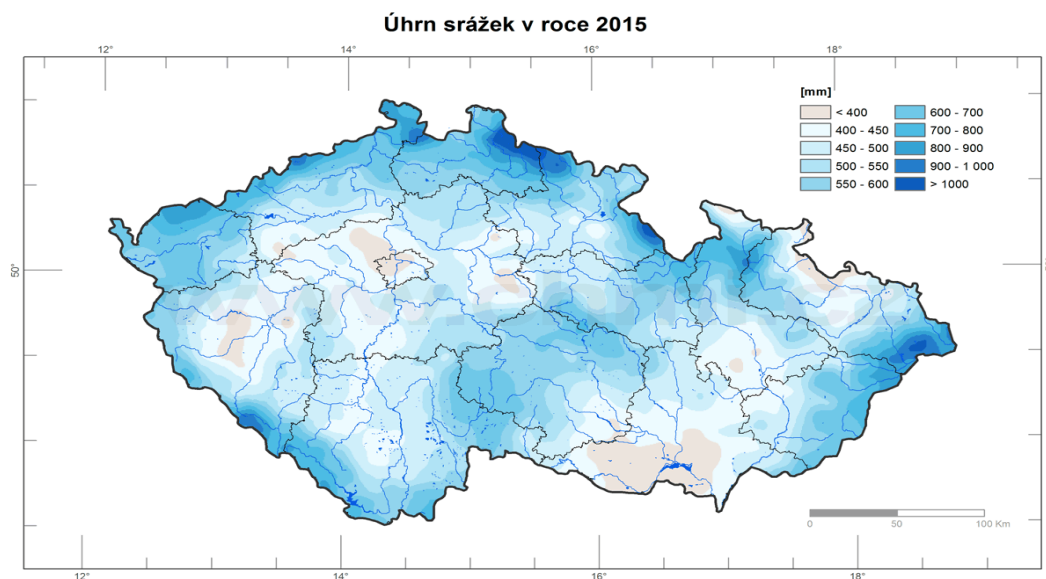 Úhrn srážek v roce 2015
12° 14° 16° 18°
[mm]
< 400 600 - 700
400 - 450 700 - 800
450 - 500 800 - 900
500 - 550 900 - 1 000
550 - 600 > 1000
50°
0 50 100 Km
12° 14° 16° 18°